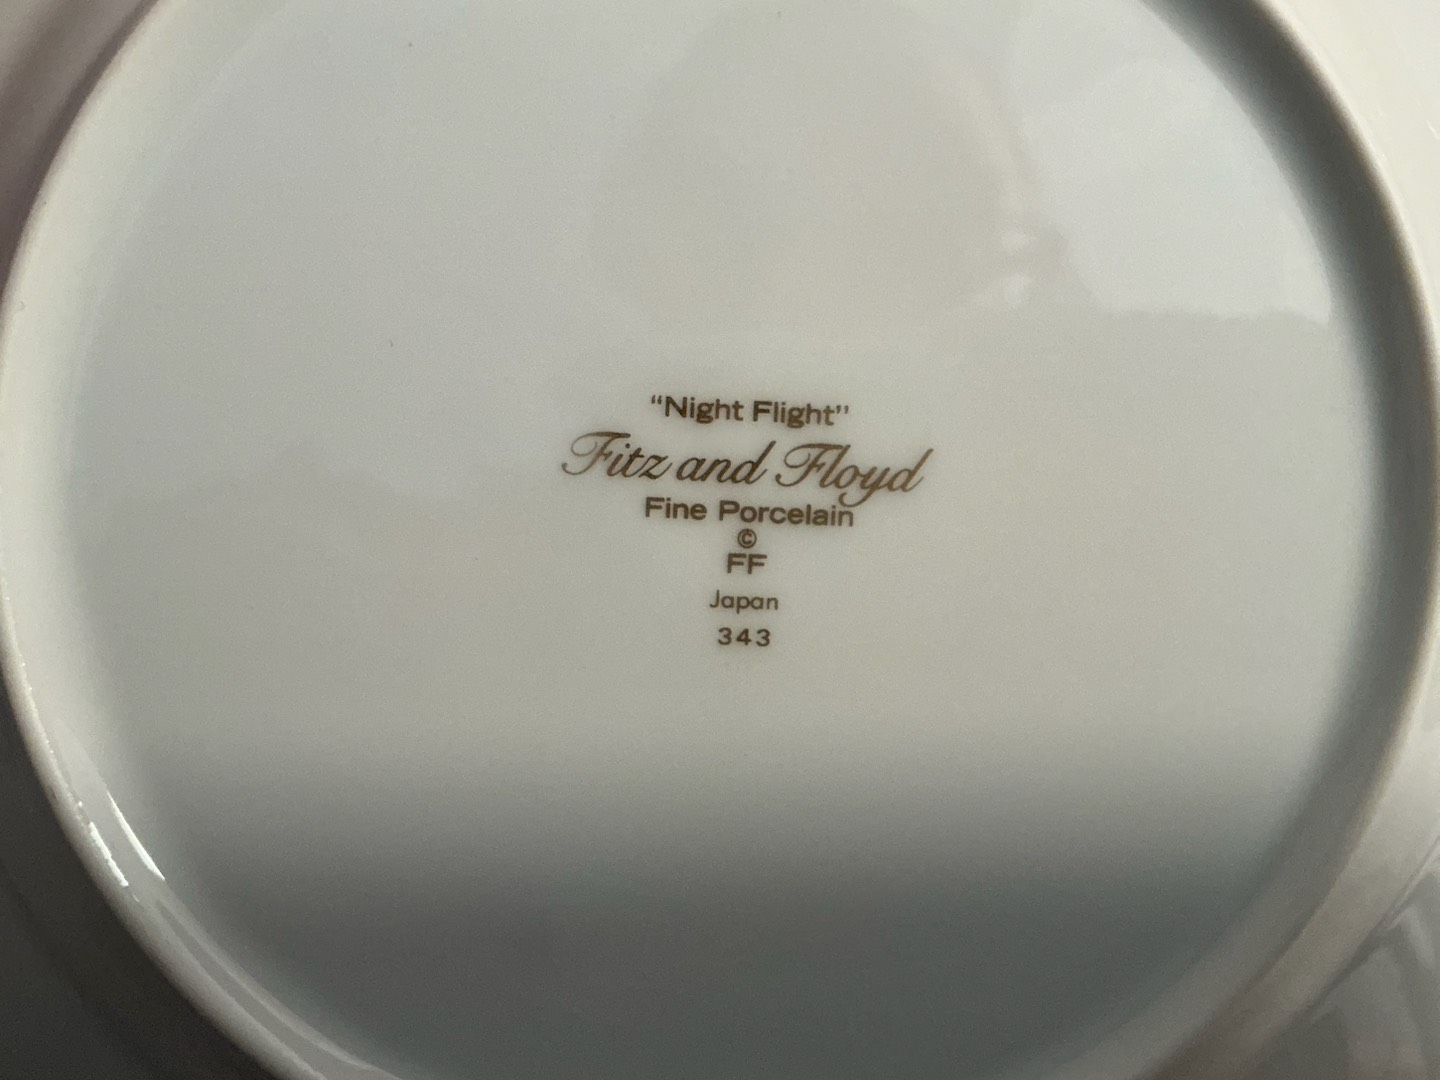 “Night Flight”
Fitz and Floyd
Fine Porcelain
©
FF
Japan
343